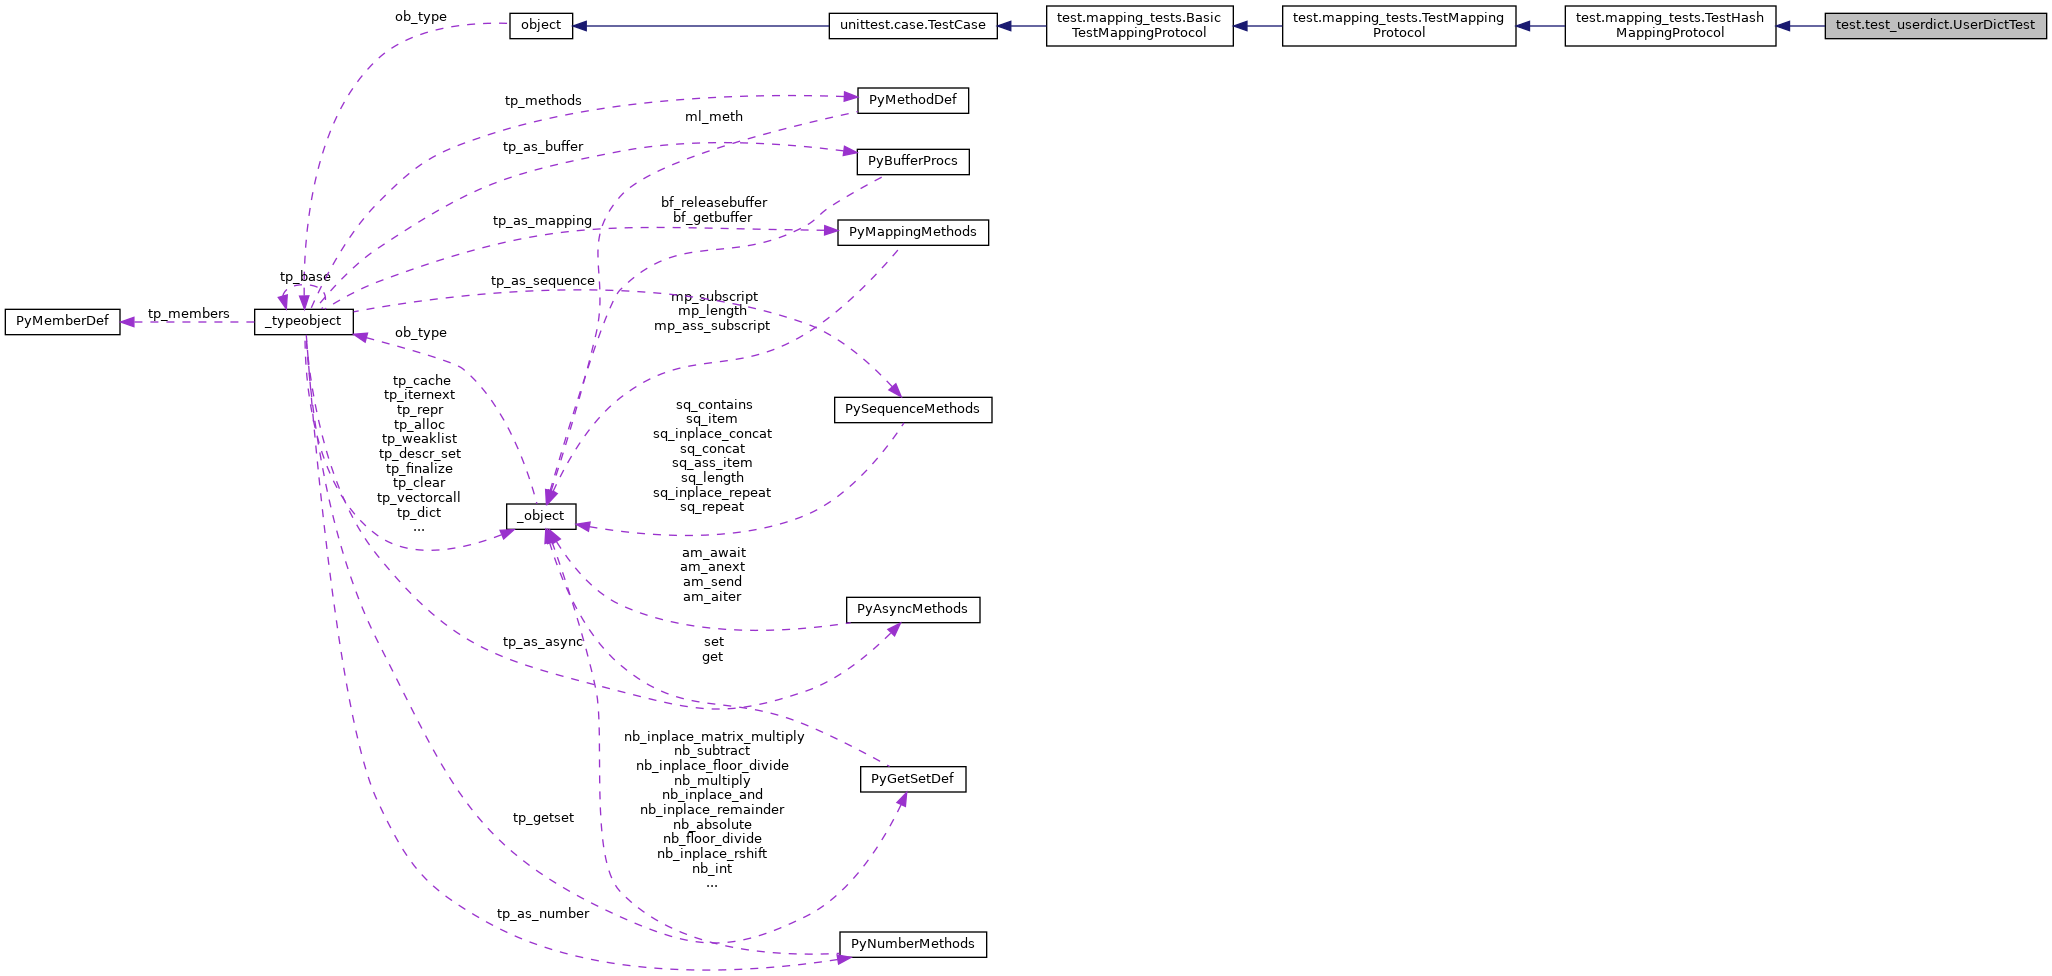 ob_type
object
unittest.case.TestCase
test.mapping_tests.Basic
TestMappingProtocol
test.mapping_tests.TestMapping
Protocol
test.mapping_tests.TestHash
MappingProtocol
test.test_userdict.UserDictTest
tp_methods
PyMethodDef
ml_meth
tp_as_buffer
PyBufferProcs
bf_releasebuffer
bf_getbuffer
tp_as_mapping
PyMappingMethods
tp_base
tp_as_sequence
mp_subscript
mp_length
mp_ass_subscript
PyMemberDef
tp_members
_typeobject
ob_type
tp_cache
tp_iternext
tp_repr
tp_alloc
tp_weaklist
tp_descr_set
tp_finalize
tp_clear
tp_vectorcall
tp_dict
...
sq_contains
sq_item
sq_inplace_concat
sq_concat
sq_ass_item
sq_length
sq_inplace_repeat
sq_repeat
PySequenceMethods
_object
am_await
am_anext
am_send
am_aiter
PyAsyncMethods
tp_as_async
set
get
nb_inplace_matrix_multiply
nb_subtract
nb_inplace_floor_divide
nb_multiply
nb_inplace_and
nb_inplace_remainder
nb_absolute
nb_floor_divide
nb_inplace_rshift
nb_int
...
PyGetSetDef
tp_getset
tp_as_number
PyNumberMethods